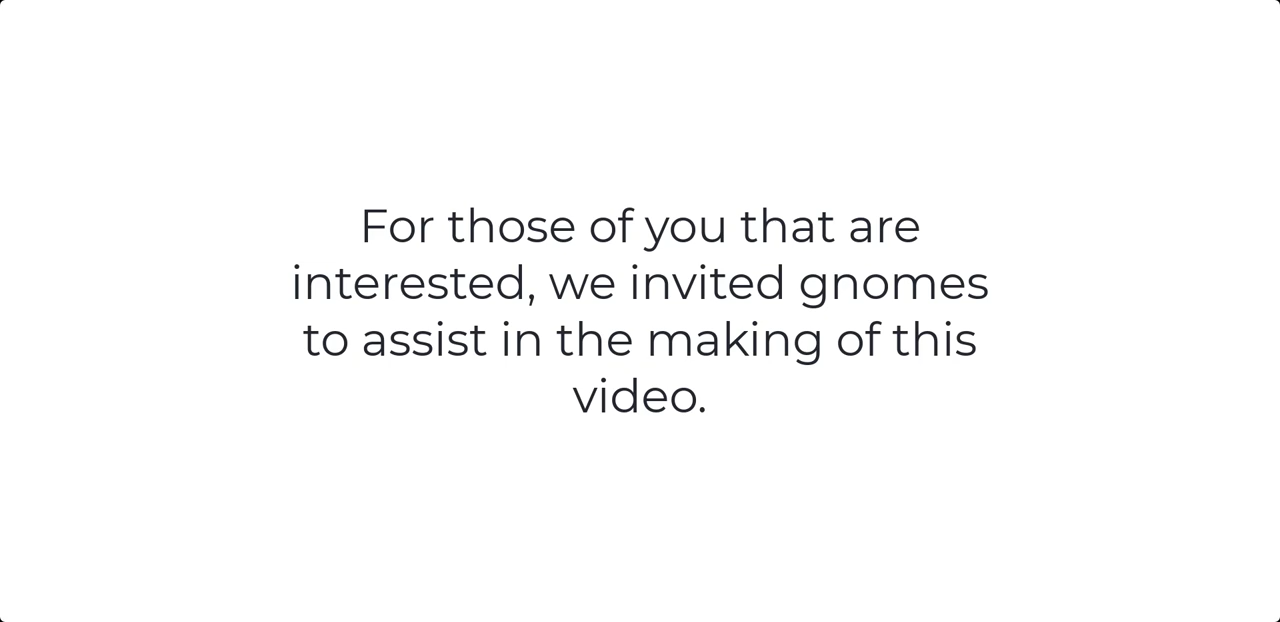 For those of you that are
interested, we invited gnomes
to assist in the making of this
video.